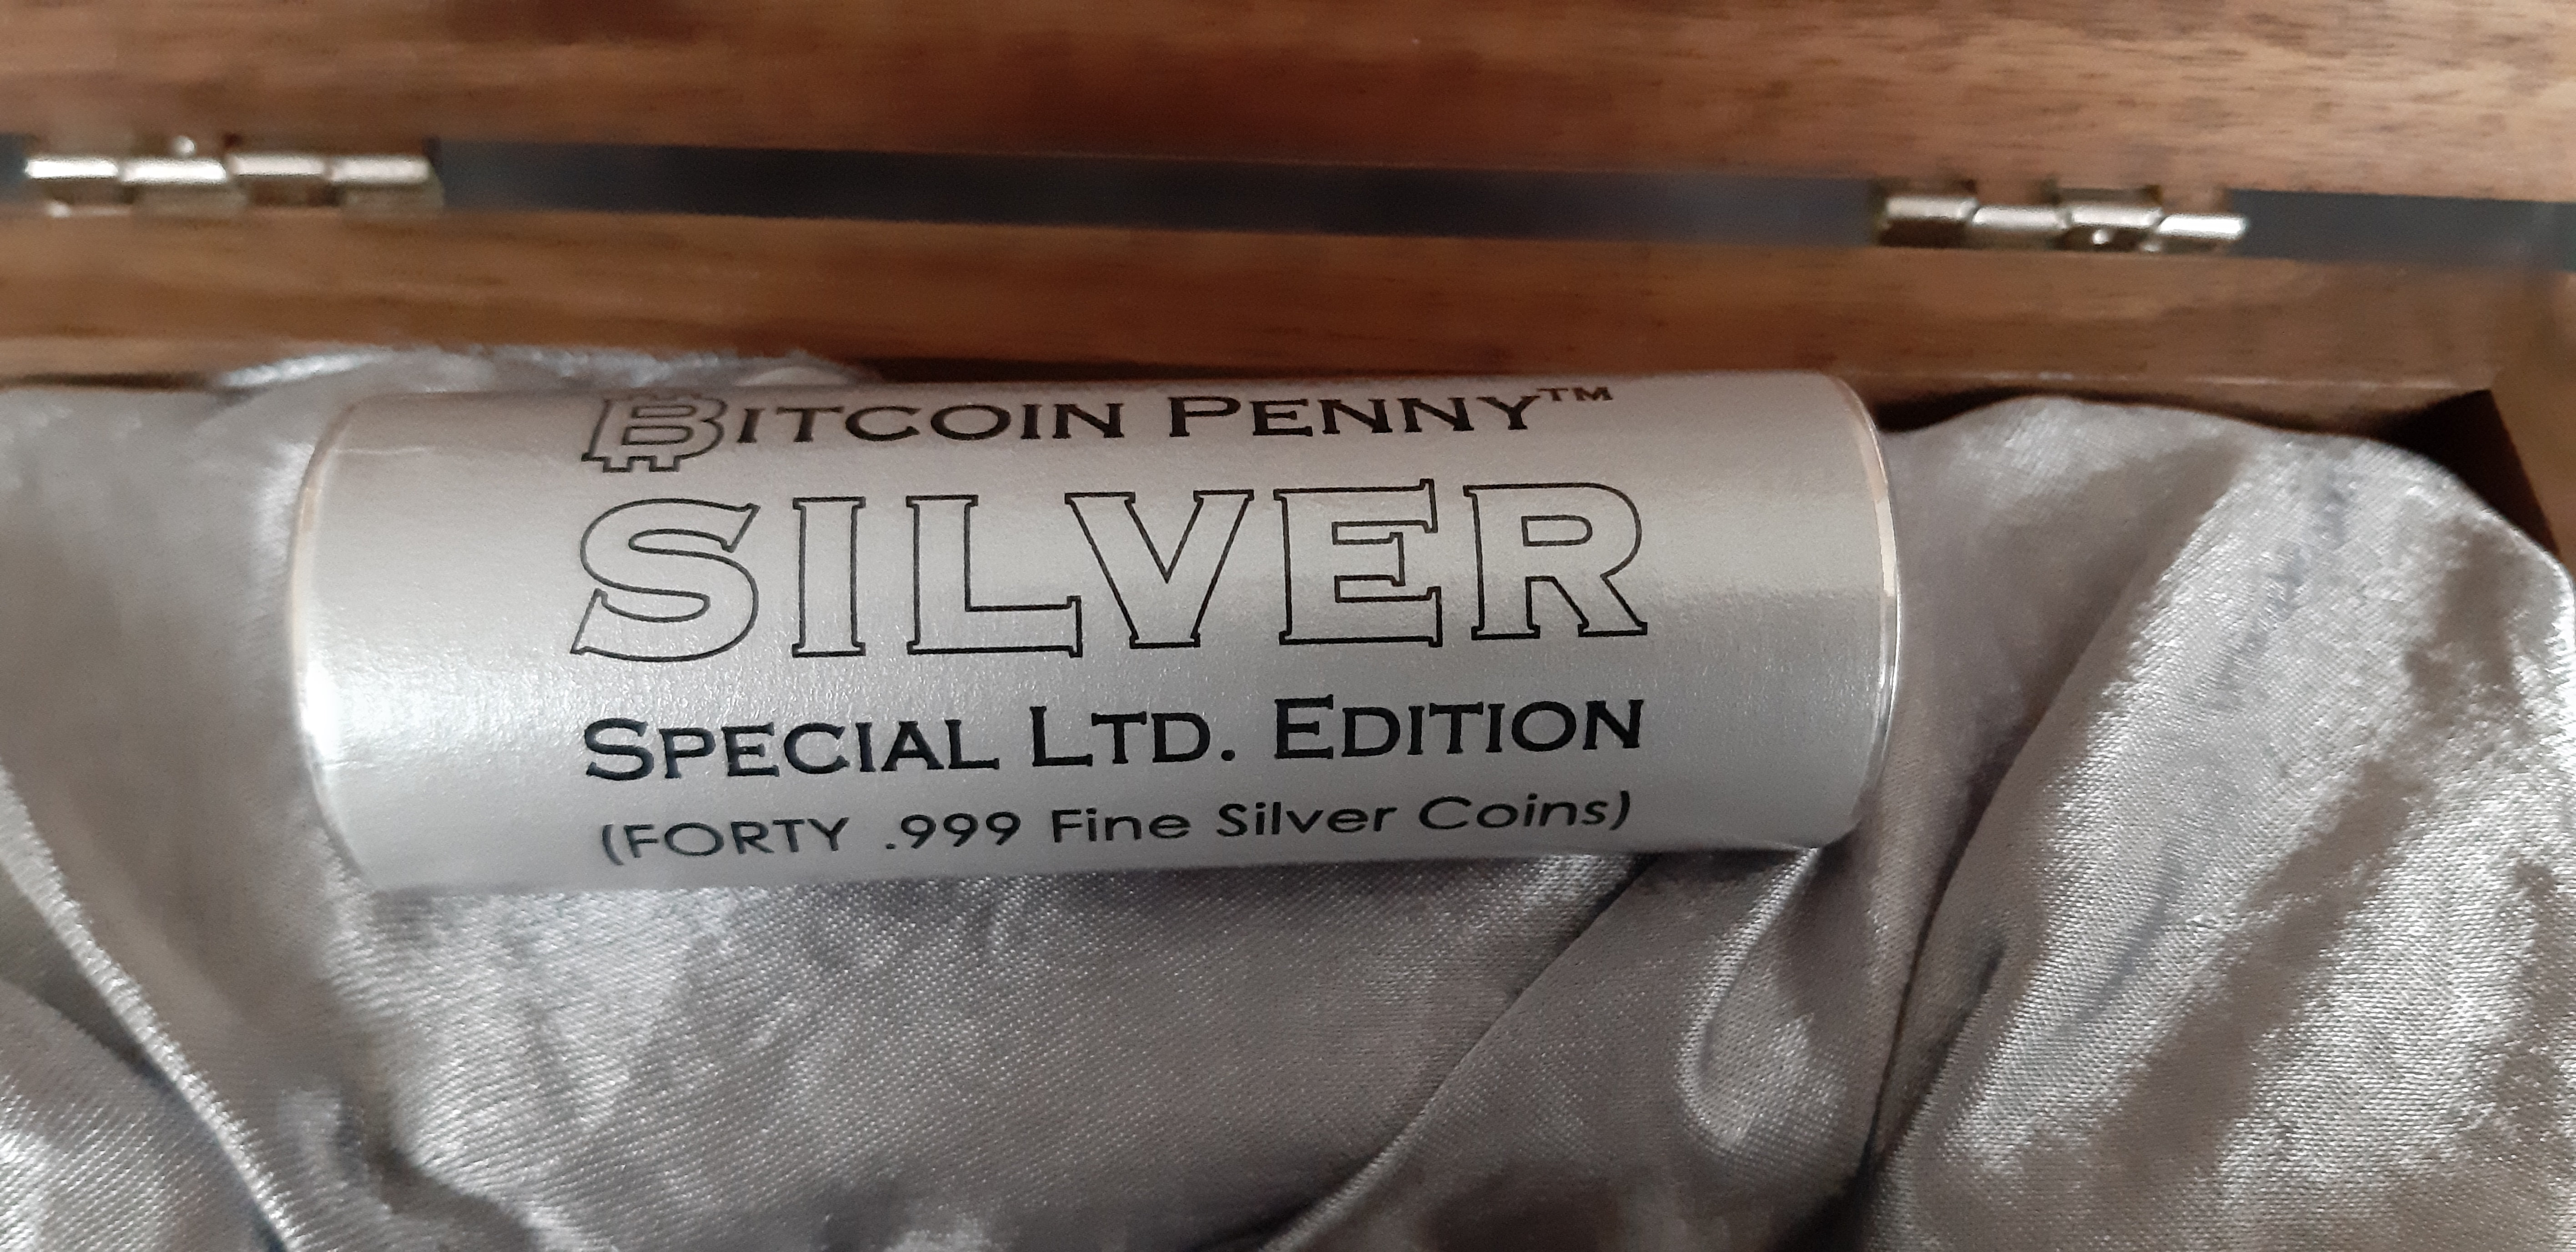 BITCOIN PENNY™
SILVER
SPECIAL LTD. EDITION
(FORTY .999 Fine Silver Coins)